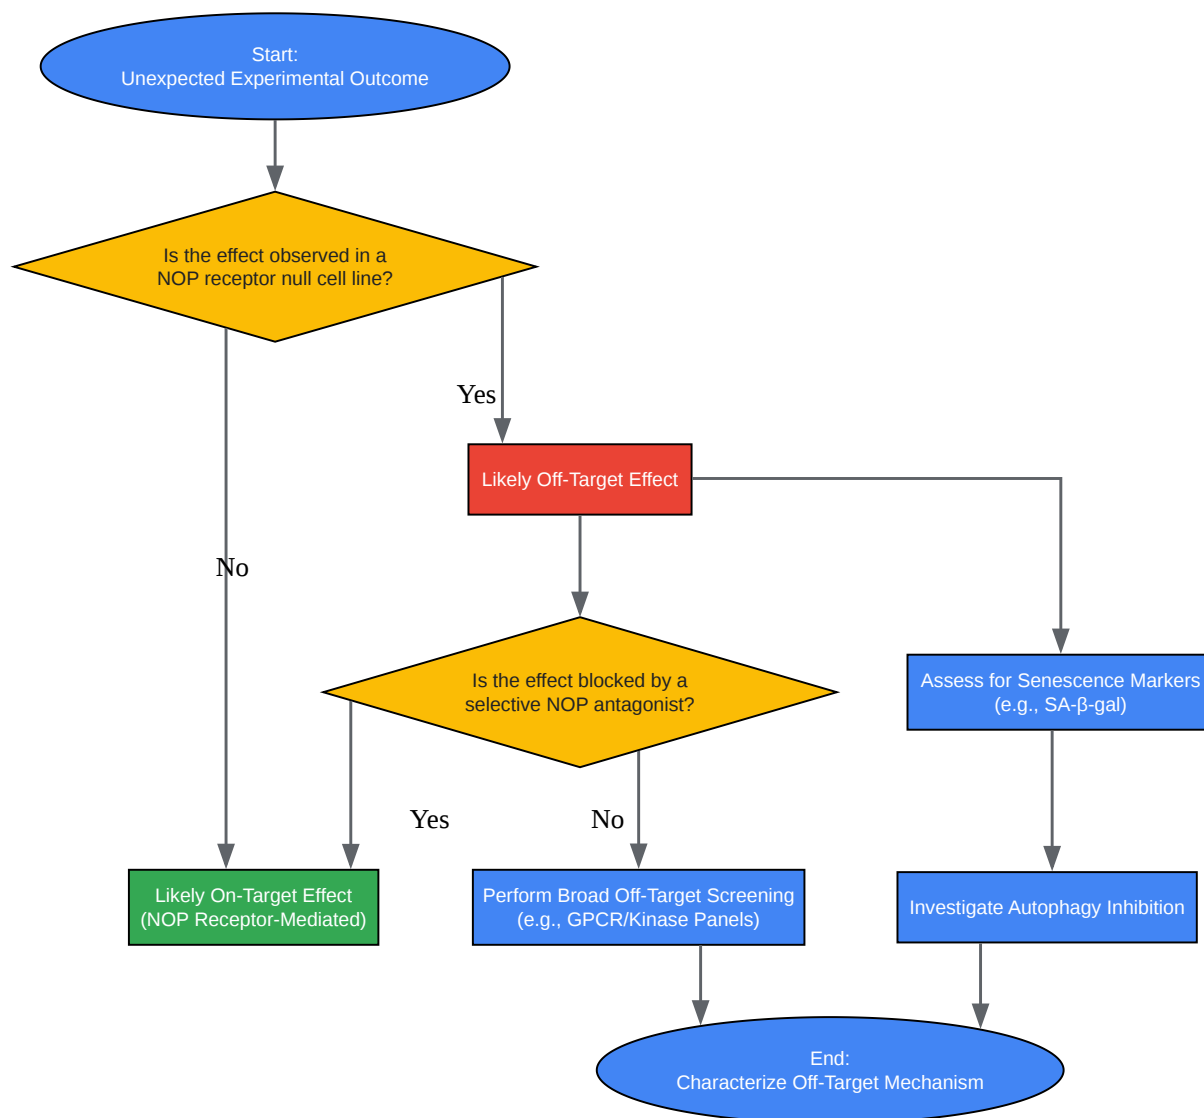 Start:
Unexpected Experimental Outcome
Is the effect observed in a
NOP receptor null cell line?
Yes
Likely Off-Target Effect
No
Is the effect blocked by a
selective NOP antagonist?
Assess for Senescence Markers
(e.g., SA-β-gal)
Yes
No
Likely On-Target Effect
(NOP Receptor-Mediated)
Perform Broad Off-Target Screening
(e.g., GPCR/Kinase Panels)
Investigate Autophagy Inhibition
End:
Characterize Off-Target Mechanism